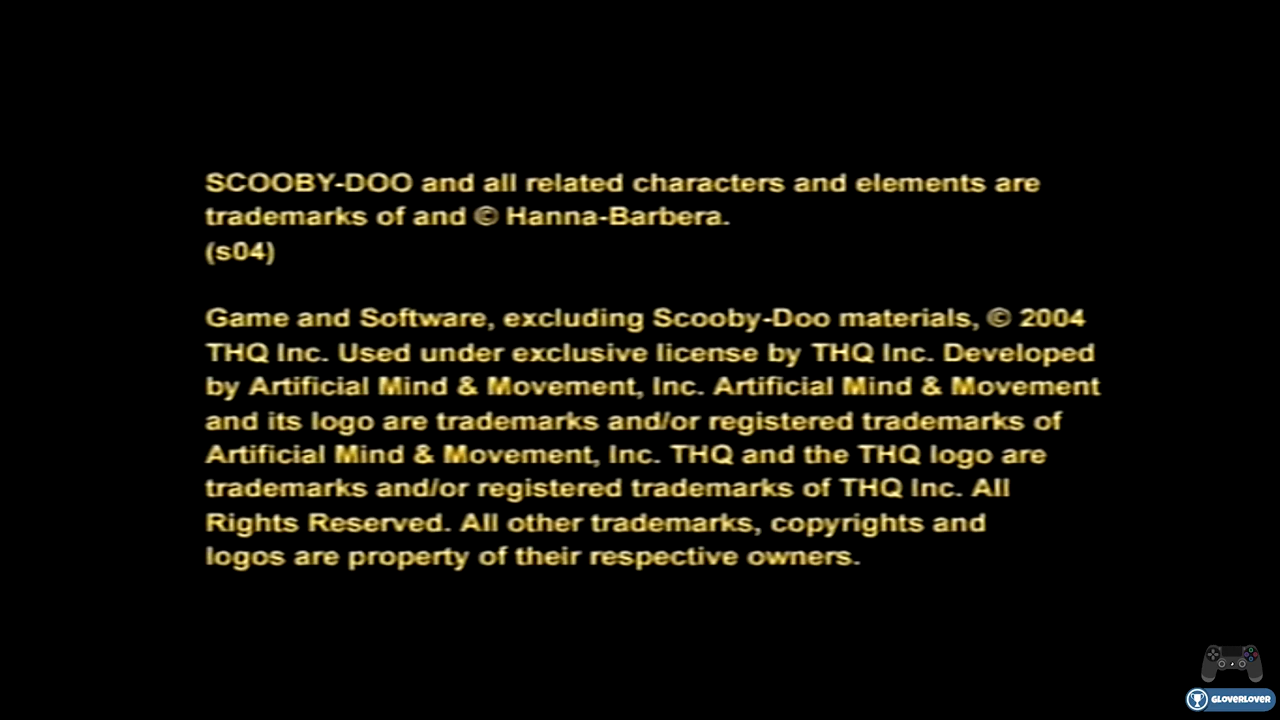 SCOOBY-DOO and all related characters and elements are
trademarks of and © Hanna-Barbera.
(s04)
Game and Software, excluding Scooby-Doo materials, © 2004
THQ Inc. Used under exclusive license by THQ Inc. Developed
by Artificial Mind & Movement, Inc. Artificial Mind & Movement
and its logo are trademarks and/or registered trademarks of
Artificial Mind & Movement, Inc. THQ and the THQ logo are
trademarks and/or registered trademarks of THQ Inc. All
Rights Reserved. All other trademarks, copyrights and
logos are property of their respective owners.
GLOVERLOVER